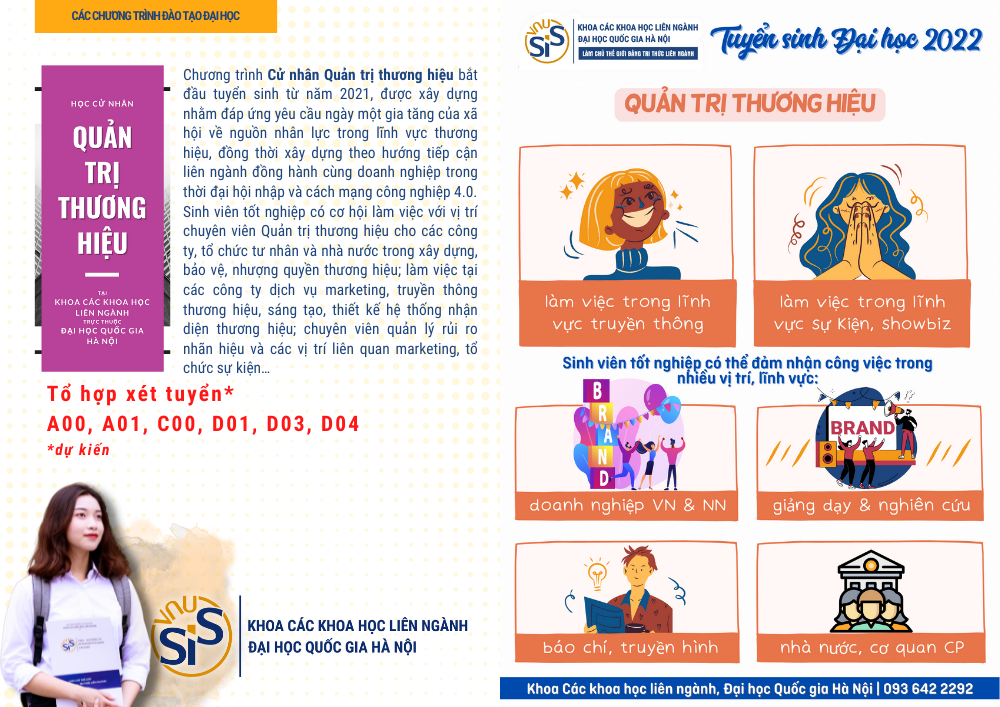 CÁC CHƯƠNG TRÌNH ĐÀO TẠO ĐẠI HỌC
HỌC CỬ NHÂN
QUẢN
TRỊ
THƯƠNG
HIỆU
TẠI
KHOA CÁC KHOA HỌC
LIÊN NGÀNH
TRỰC THUỘC
ĐẠI HỌC QUỐC GIA
HÀ NỘI
Chương trình Cử nhân Quản trị thương hiệu bắt
đầu tuyển sinh từ năm 2021, được xây dựng
nhằm đáp ứng yêu cầu ngày một gia tăng của xã
hội về nguồn nhân lực trong lĩnh vực thương
hiệu, đồng thời xây dựng theo hướng tiếp cận
liên ngành đồng hành cùng doanh nghiệp trong
thời đại hội nhập và cách mạng công nghiệp 4.0.
Sinh viên tốt nghiệp có cơ hội làm việc với vị trí
chuyên viên Quản trị thương hiệu cho các công
ty, tổ chức tư nhân và nhà nước trong xây dựng,
bảo vệ, nhượng quyền thương hiệu; làm việc tại
các công ty dịch vụ marketing, truyền thông
thương hiệu, sáng tạo, thiết kế hệ thống nhận
diện thương hiệu; chuyên viên quản lý rủi ro
nhãn hiệu và các vị trí liên quan marketing, tổ
chức sự kiện…
Tổ hợp xét tuyển*
A00, A01, C00, D01, D03, D04
*dự kiến
VNU
SIS
KHOA CÁC KHOA HỌC LIÊN NGÀNH
ĐẠI HỌC QUỐC GIA HÀ NỘI
VNU
SIS
KHOA CÁC KHOA HỌC LIÊN NGÀNH
ĐẠI HỌC QUỐC GIA HÀ NỘI
LÀM CHỦ THẾ GIỚI BẰNG TRI THỨC LIÊN NGÀNH
Tuyển sinh Đại học 2022
QUẢN TRỊ THƯƠNG HIỆU
làm việc trong lĩnh
vực truyền thông
làm việc trong lĩnh
vực sự Kiện, showbiz
Sinh viên tốt nghiệp có thể đảm nhận công việc trong
nhiều vị trí, lĩnh vực:
BRAND
doanh nghiệp VN & NN
BRAND
giảng dạy & nghiên cứu
báo chí, truyền hình
nhà nước, cơ quan CP
Khoa Các khoa học liên ngành, Đại học Quốc gia Hà Nội | 093 642 2292